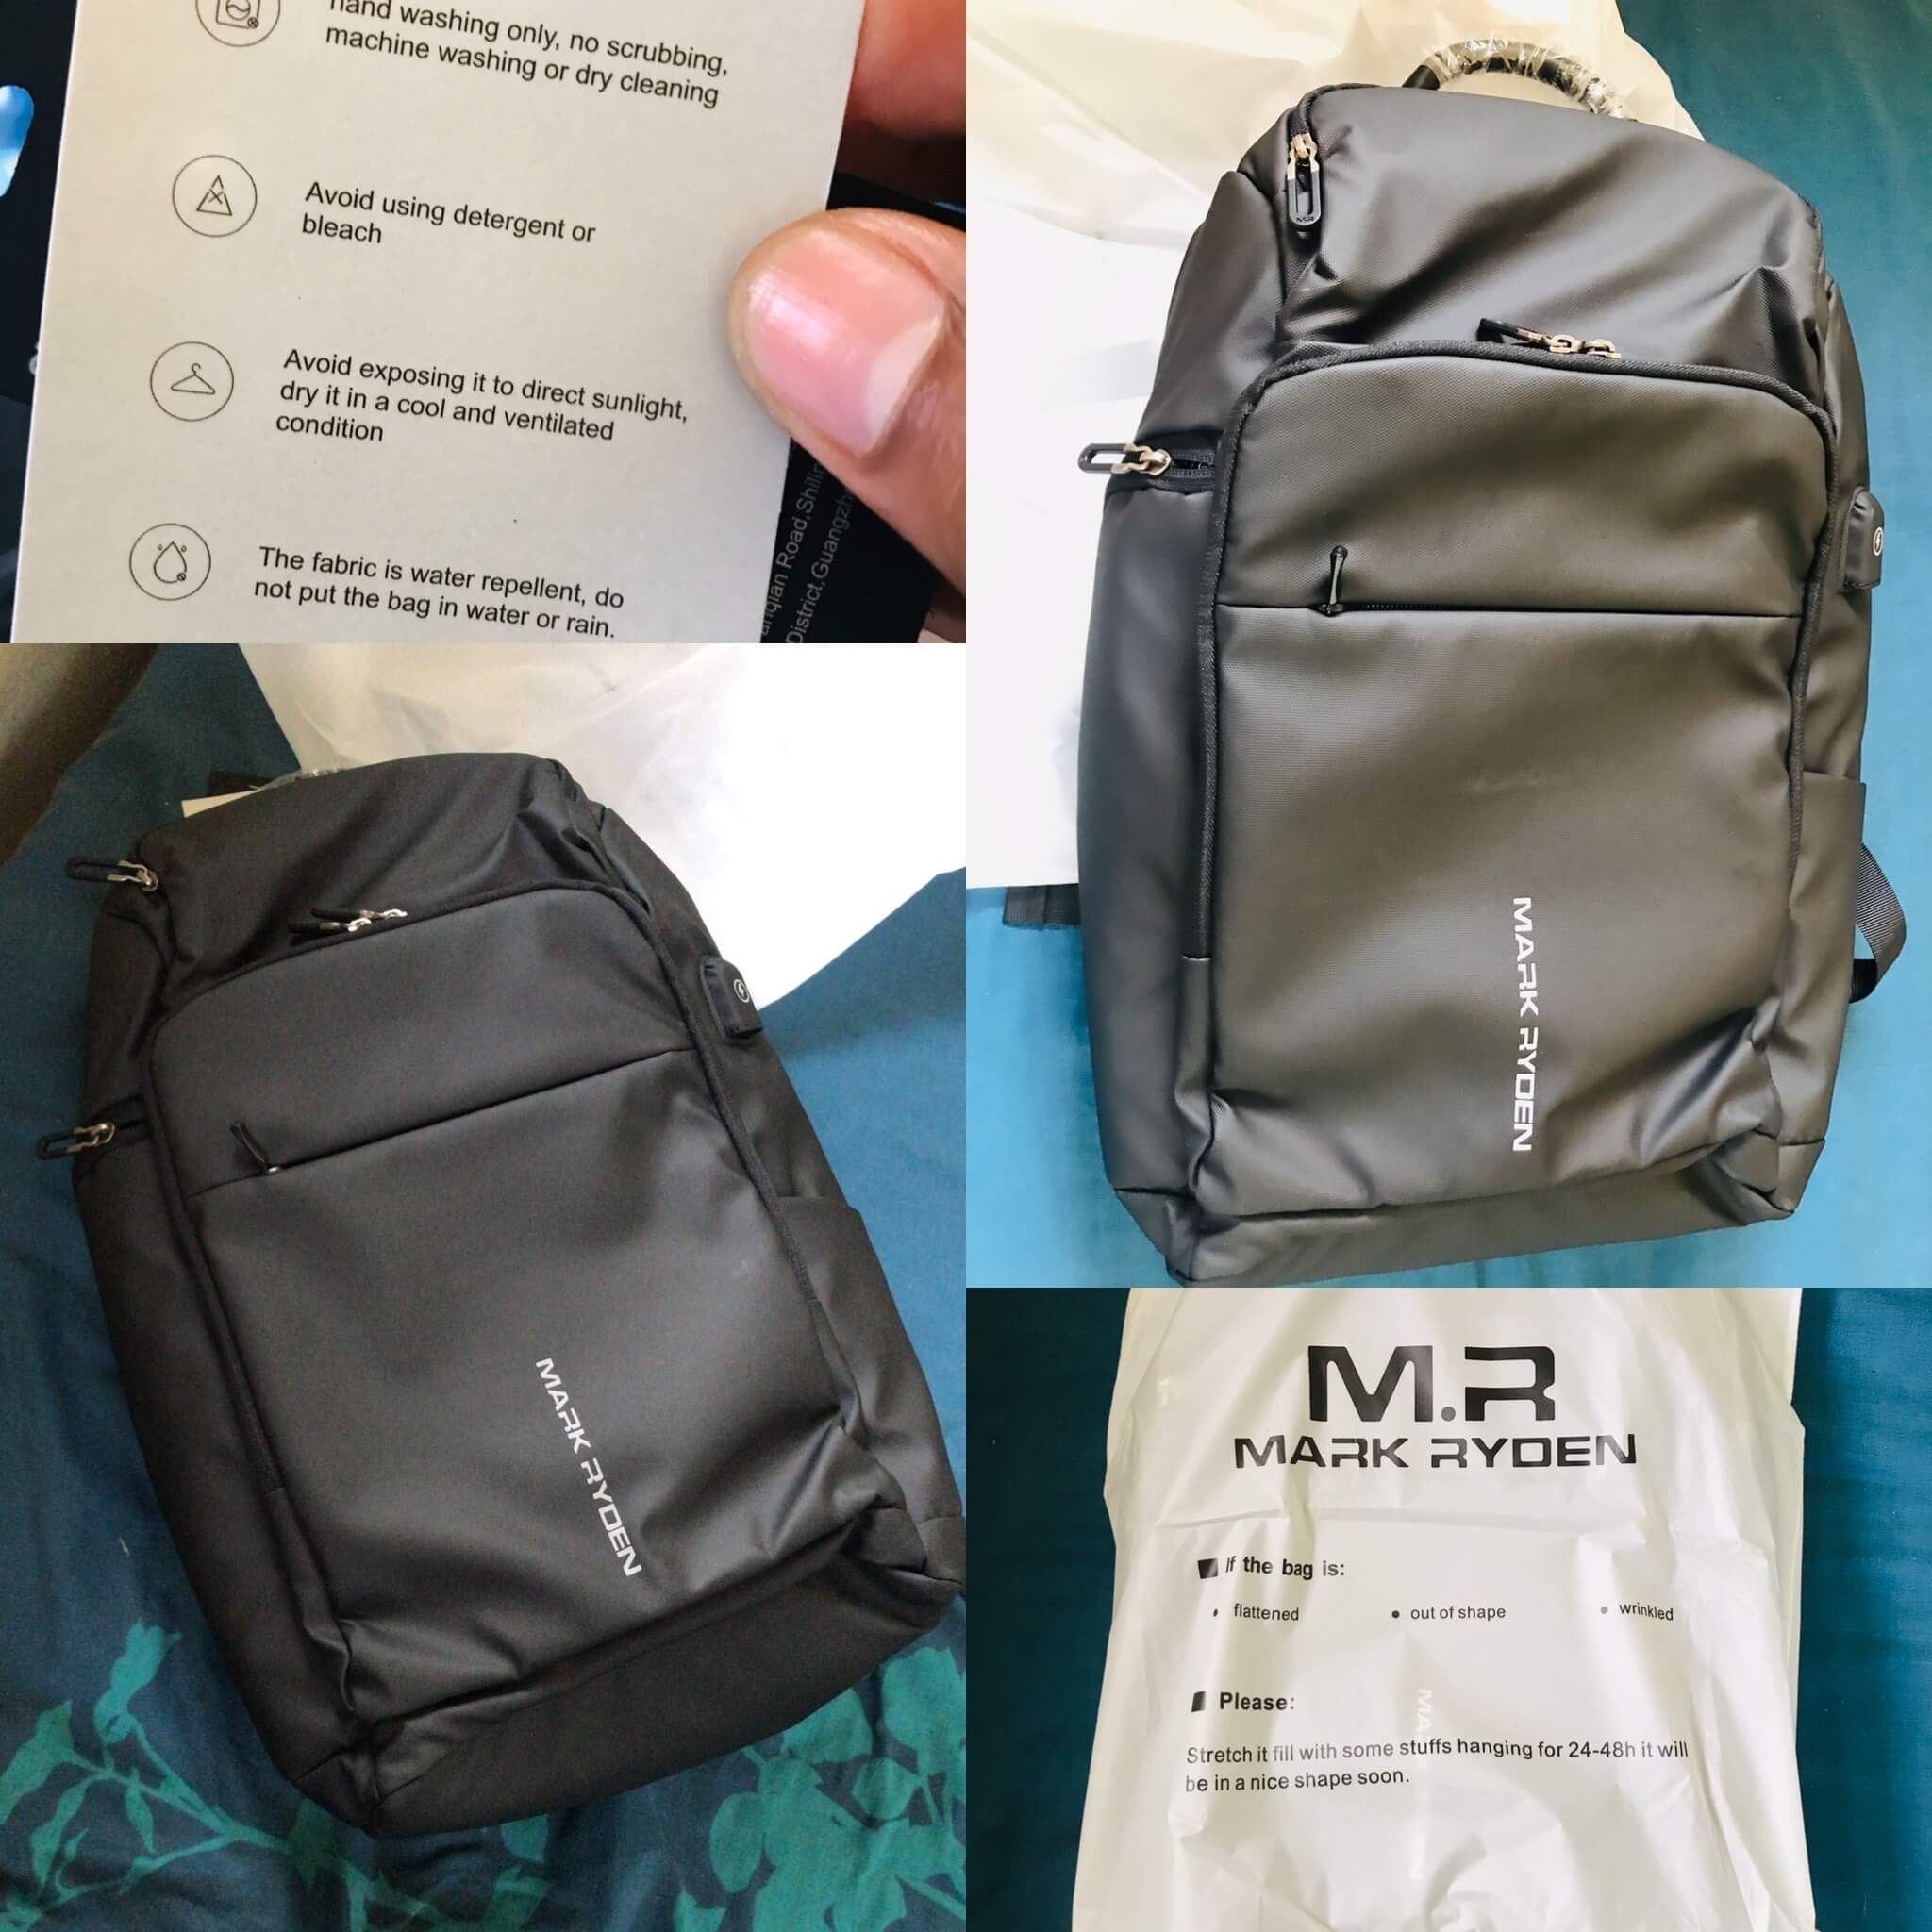 hand washing only, no scrubbing,
machine washing or dry cleaning
Avoid using detergent or
bleach
Avoid exposing it to direct sunlight,
dry it in a cool and ventilated
condition
The fabric is water repellent, do
not put the bag in water or rain.
Road,Shilin
District,Guangzh
M.R
MARK RYDEN
MARK RYDEN
M.R
MARK RYDEN
If the bag is:
• flattened • out of shape • wrinkled
Please:
Stretch it fill with some stuffs hanging for 24-48h it will
be in a nice shape soon.